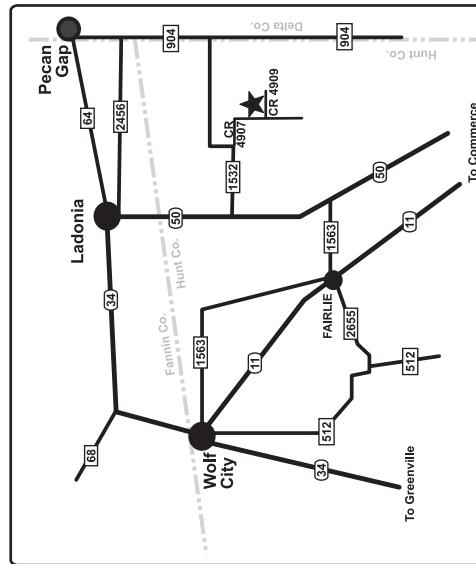 Pecan
Gap
Ladonia
64
68
34
2456
Fannin Co.
Hunt Co.
904
50
1563
Wolf
City
CR
4907
1532
11
CR 4909
Delta Co.
34
512
FAIRLIE
1563
904
Hunt Co.
2655
50
11
512
To Greenville
To Commerce